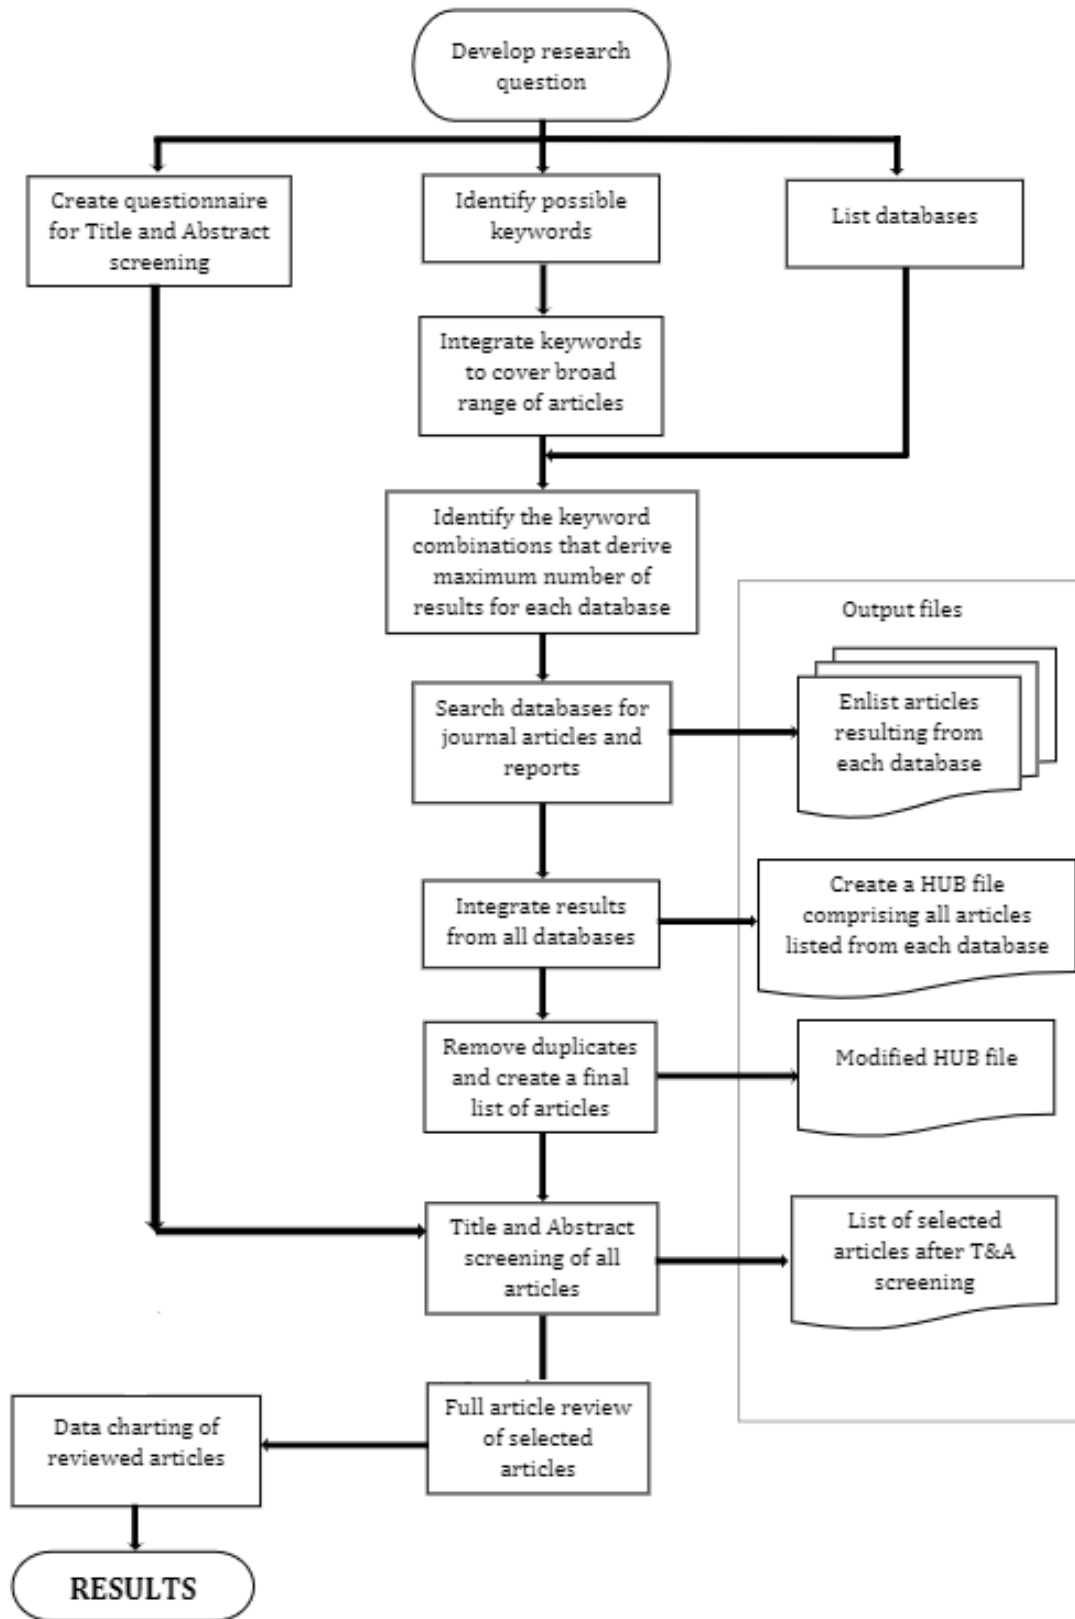 Develop research
question
Create questionnaire
for Title and Abstract
screening
Identify possible
keywords
List databases
Integrate keywords
to cover broad
range of articles
Identify the keyword
combinations that derive
maximum number of
results for each database
Output files
Search databases for
journal articles and
reports
Enlist articles
resulting from
each database
Integrate results
from all databases
Create a HUB file
comprising all articles
listed from each database
Remove duplicates
and create a final
list of articles
Modified HUB file
Title and Abstract
screening of all
articles
List of selected
articles after T&A
screening
Full article review
of selected
articles
Data charting of
reviewed articles
RESULTS